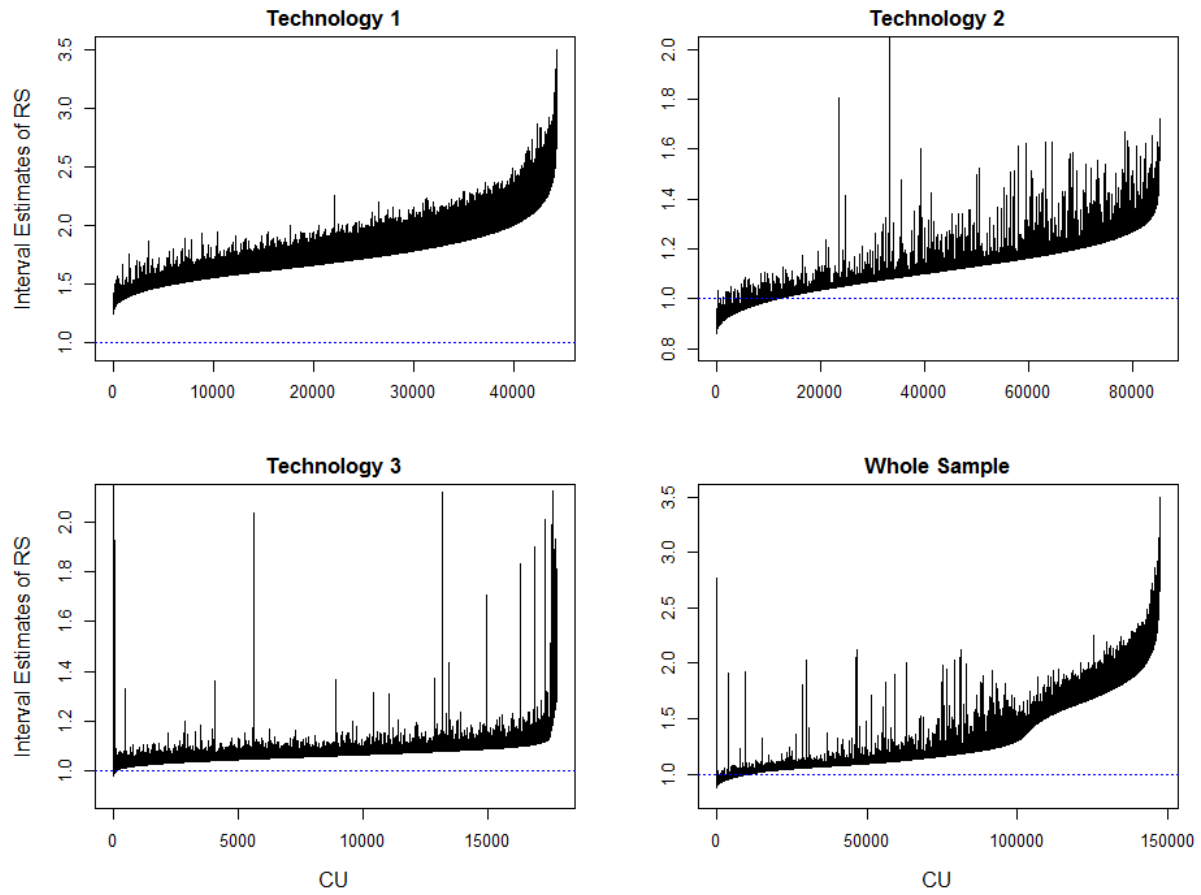 Technology 1
Technology 2
Interval Estimates of RS
1.0 1.5 2.0 2.5 3.0 3.5
0.8 1.0 1.2 1.4 1.6 1.8 2.0
0 10000 20000 30000 40000
0 20000 40000 60000 80000
Technology 3
Whole Sample
Interval Estimates of RS
1.0 1.2 1.4 1.6 1.8 2.0
1.0 1.5 2.0 2.5 3.0 3.5
0 5000 10000 15000
0 50000 100000 150000
CU
CU